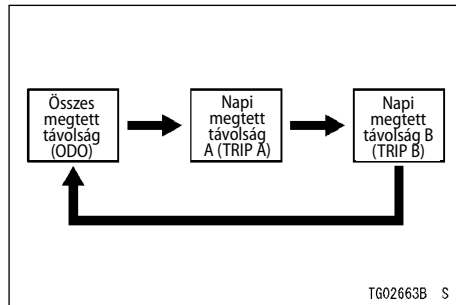 Összes
megtett
távolság
(ODO)
Napi
megtett
távolság
A (TRIP A)
Napi
megtett
távolság B
(TRIP B)
TG02663B S